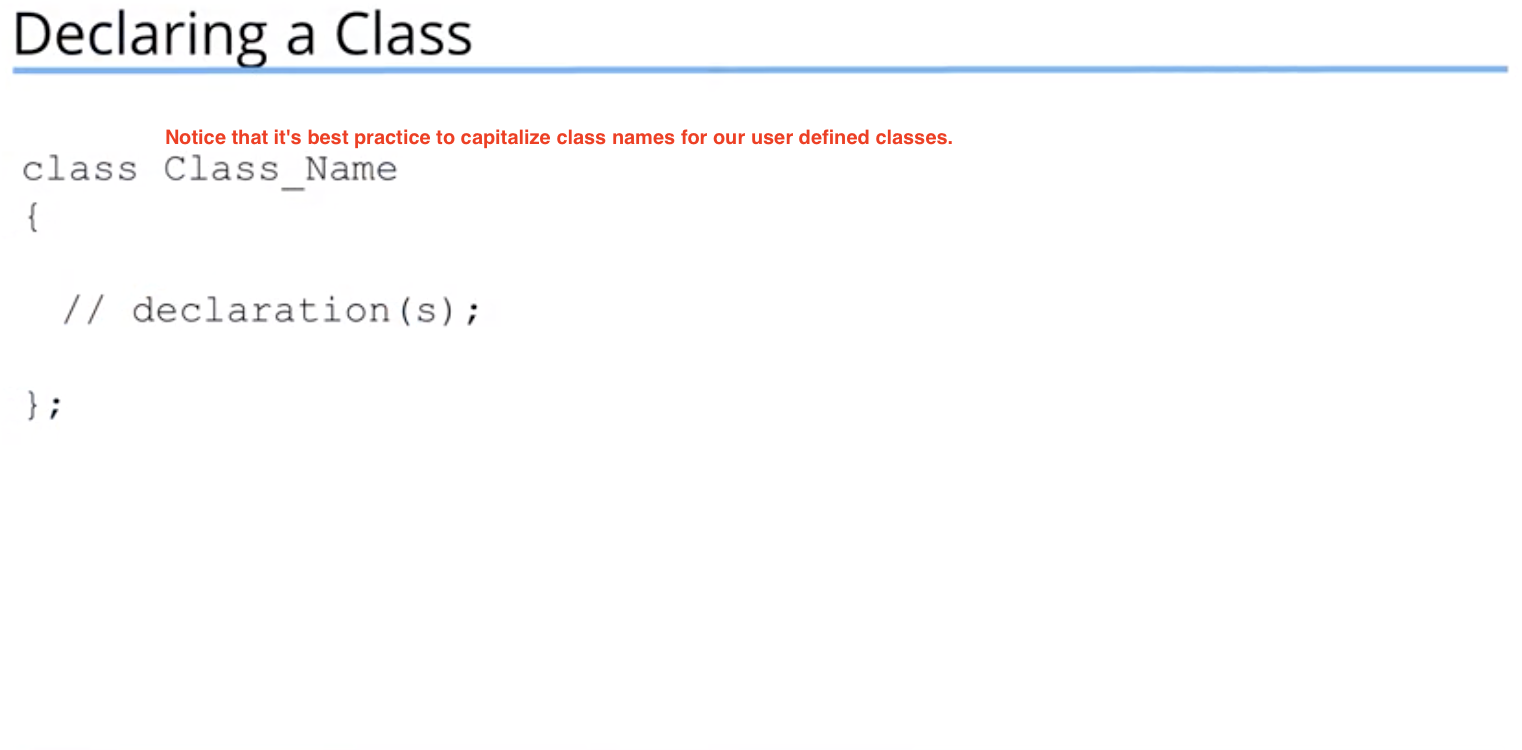 Declaring a Class
Notice that it's best practice to capitalize class names for our user defined classes.
class Class_Name
{
// declaration(s);
};